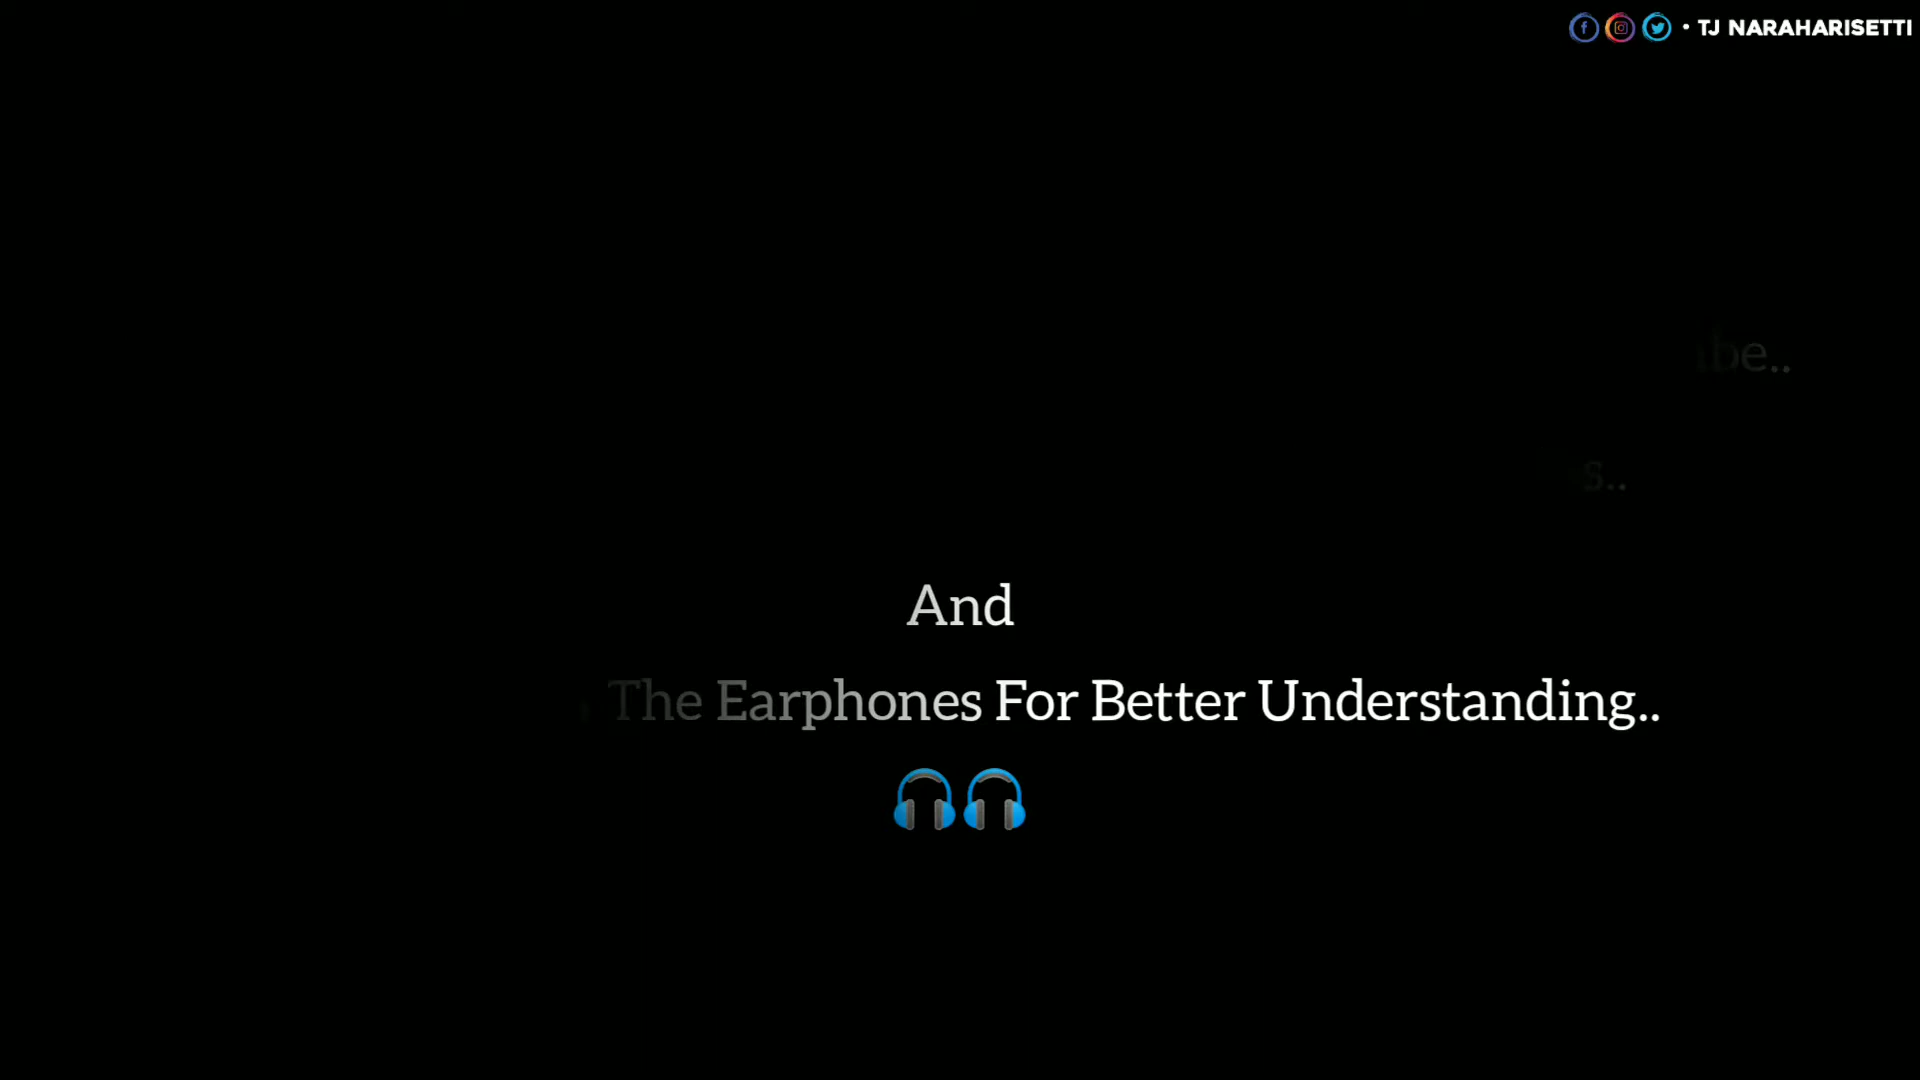 • TJ NARAHARISETTI
And
The Earphones For Better Understanding..